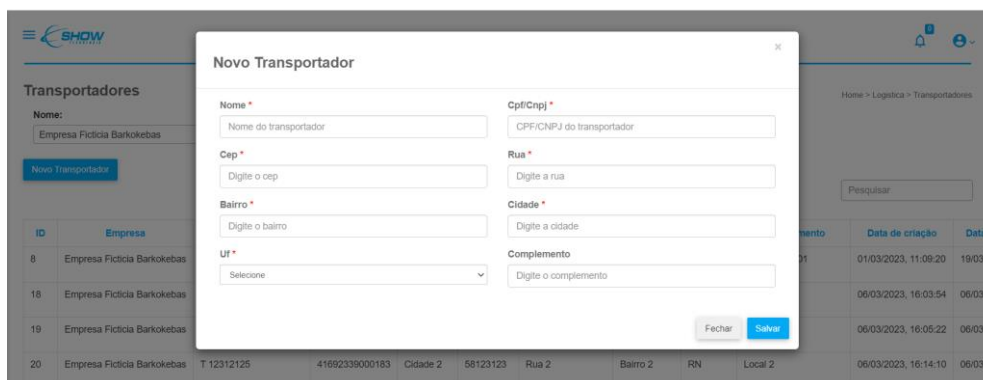 SHOW
0
Novo Transportador
×
Transportadores
Home > Logística > Transportadores
Nome:
Empresa Ficticia Barkokebas
Nome *
Cpf/Cnpj *
Nome do transportador
CPF/CNPJ do transportador
Cep *
Rua *
Digite o cep
Digite a rua
Novo Transportador
Pesquisar
Bairro *
Cidade *
Digite o bairro
Digite a cidade
Uf *
Complemento
Selecione
Digite o complemento
Fechar
Salvar
ID Empresa mento Data de criação Data
8 Empresa Ficticia Barkokebas 01 01/03/2023, 11:09:20 19/03
18 Empresa Ficticia Barkokebas 06/03/2023, 16:03:54 06/03
19 Empresa Ficticia Barkokebas 06/03/2023, 16:05:22 06/03
20 Empresa Ficticia Barkokebas T 12312125 41692339000183 Cidade 2 58123123 Rua 2 Bairro 2 RN Local 2 06/03/2023, 16:14:10 06/03